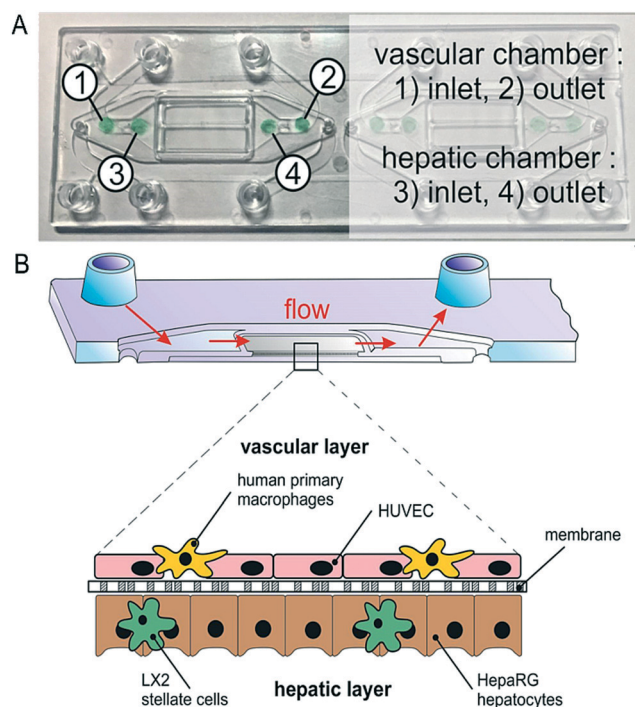 A
1
2
3
4
vascular chamber :
1) inlet, 2) outlet
hepatic chamber :
3) inlet, 4) outlet
B
flow
vascular layer
human primary
macrophages
HUVEC
membrane
LX2
stellate cells
hepatic layer
HepaRG
hepatocytes